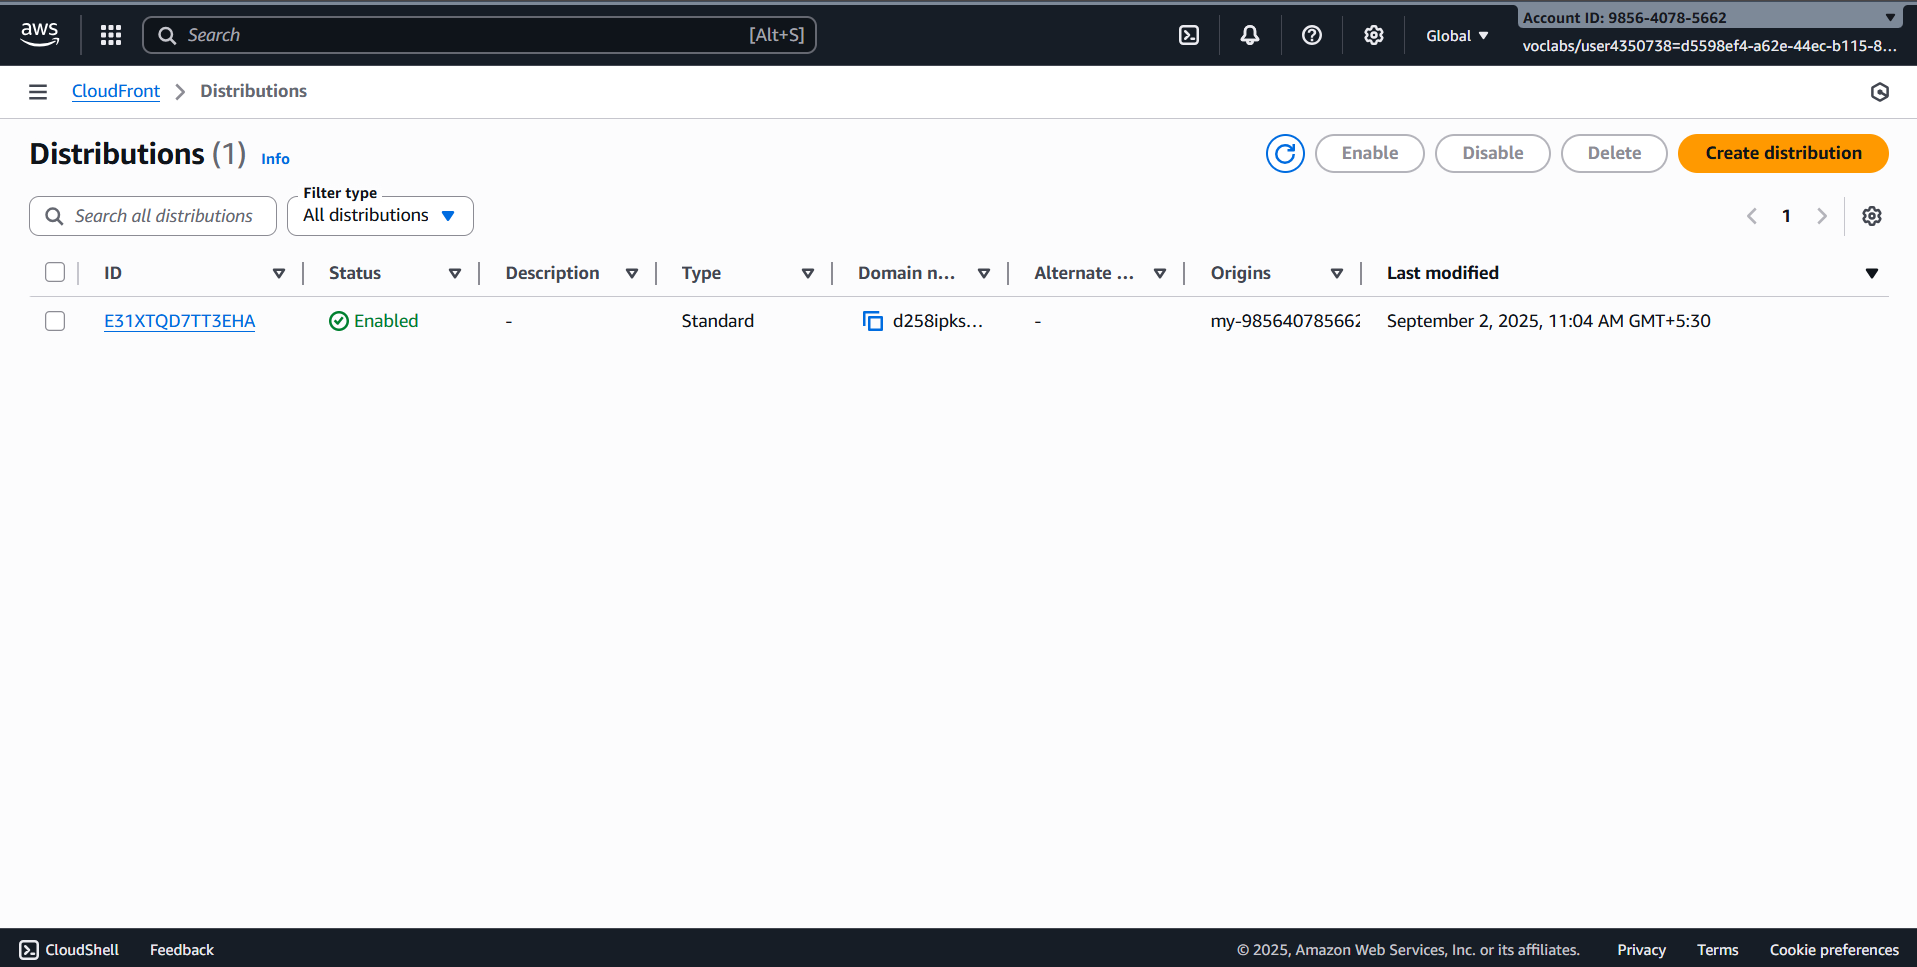 aws
Search [Alt+S]
Global
Account ID: 9856-4078-5662
voclabs/user4350738=d5598ef4-a62e-44ec-b115-8...
CloudFront Distributions
Distributions (1) Info
Enable Disable Delete Create distribution
Filter type
Search all distributions All distributions
1
ID Status Description Type Domain n... Alternate ... Origins Last modified
E31XTQD7TT3EHA Enabled - Standard d258ipks... - my-985640785662 September 2, 2025, 11:04 AM GMT+5:30
CloudShell Feedback © 2025, Amazon Web Services, Inc. or its affiliates. Privacy Terms Cookie preferences